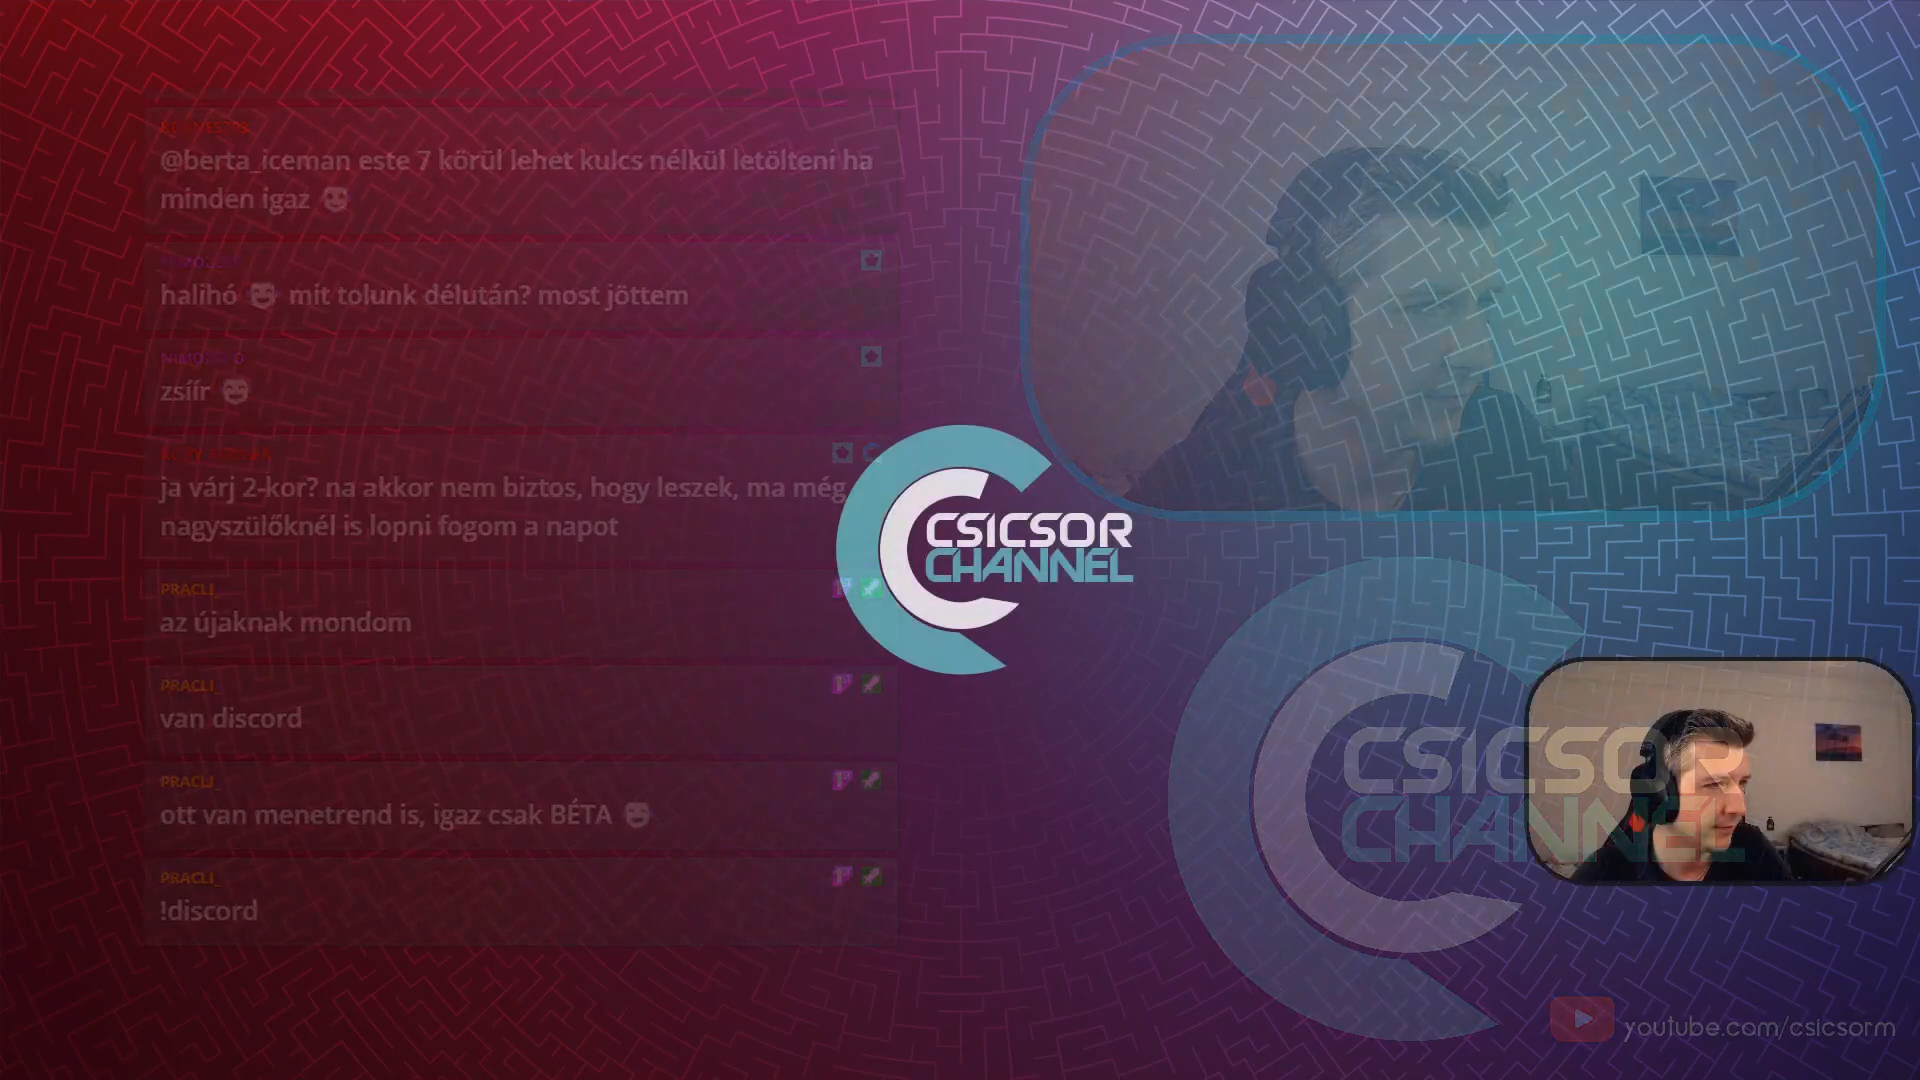 @berta_iceman este 7 körül lehet kulcs nélkül letölteni ha
minden igaz
halihó mit tolunk délután? most jöttem
zsíír
ja várj 2-kor? na akkor nem biztos, hogy leszek, ma még
nagyszülőknél is lopni fogom a napot
PRACLI_
az újaknak mondom
PRACLI_
van discord
PRACLI_
ott van menetrend is, igaz csak BÉTA
PRACLI_
!discord
CSICSOR
CHANNEL
CSICSOR
CHANNEL
youtube.com/csicsorm